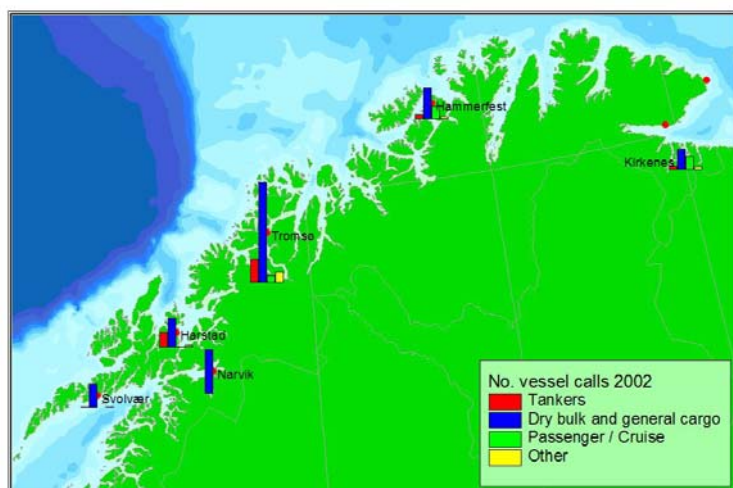 Hammerfest
Kirkenes
Tromsø
Harstad
Narvik
Svolvær
No. vessel calls 2002
Tankers
Dry bulk and general cargo
Passenger / Cruise
Other